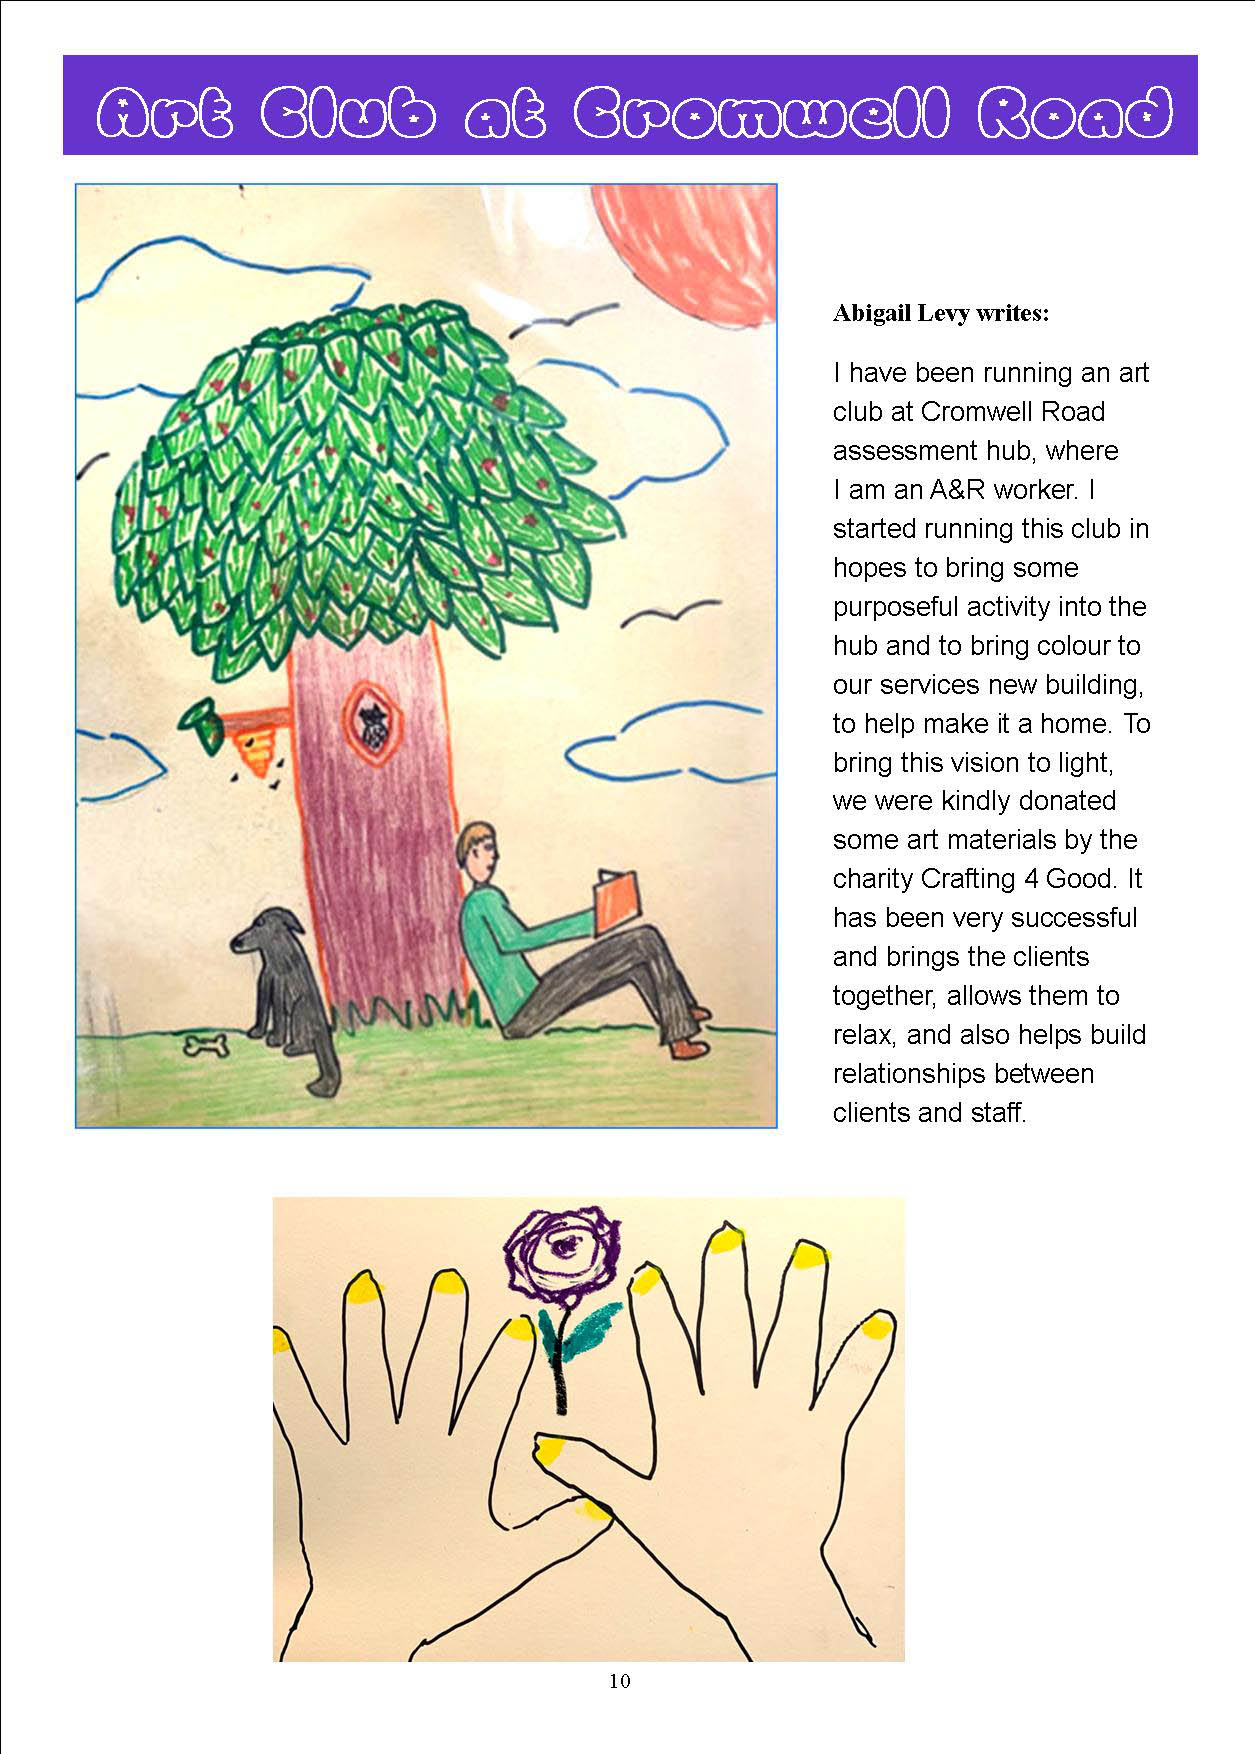 Art Club at Cromwell Road
Abigail Levy writes:
I have been running an art
club at Cromwell Road
assessment hub, where
I am an A&R worker. I
started running this club in
hopes to bring some
purposeful activity into the
hub and to bring colour to
our services new building,
to help make it a home. To
bring this vision to light,
we were kindly donated
some art materials by the
charity Crafting 4 Good. It
has been very successful
and brings the clients
together, allows them to
relax, and also helps build
relationships between
clients and staff.
10